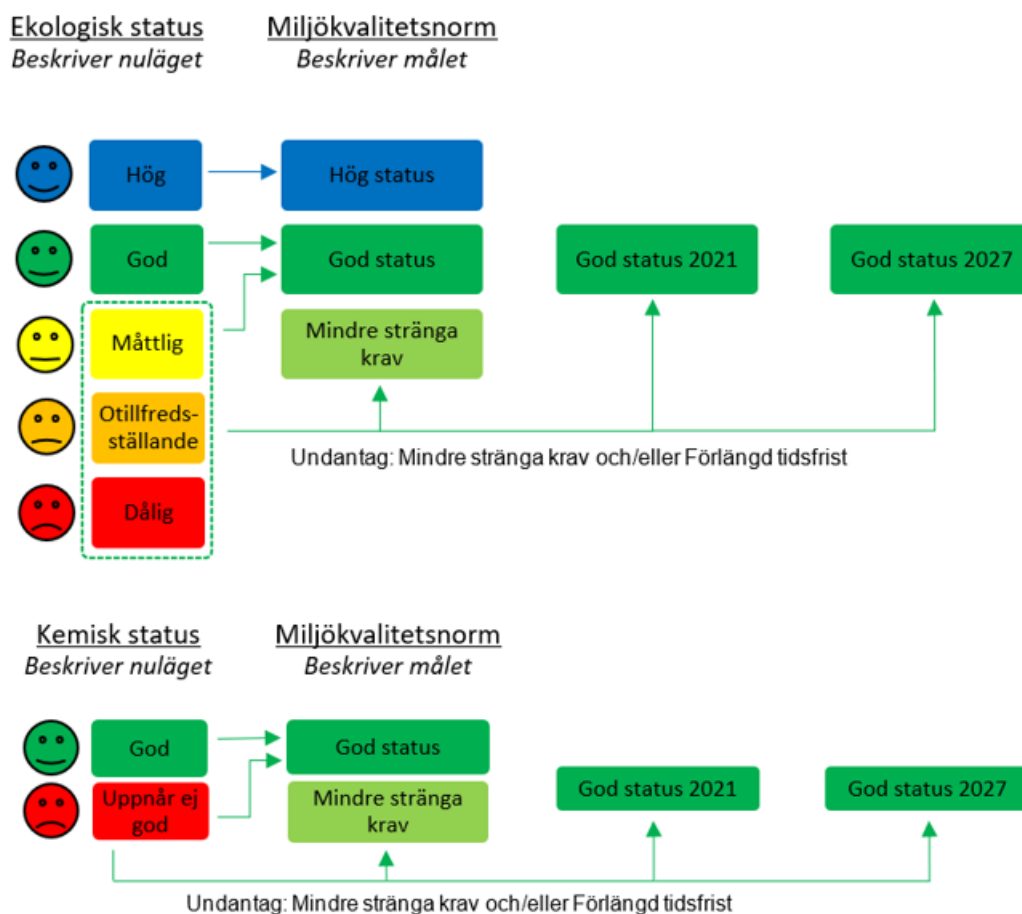 Ekologisk status
Beskriver nuläget
Miljökvalitetsnorm
Beskriver målet
Hög
Hög status
God
God status
God status 2021
God status 2027
Måttlig
Mindre stränga
krav
Otillfreds-
ställande
Undantag: Mindre stränga krav och/eller Förlängd tidsfrist
Dålig
Kemisk status
Beskriver nuläget
Miljökvalitetsnorm
Beskriver målet
God
God status
God status 2021
God status 2027
Uppnår ej
god
Mindre stränga
krav
Undantag: Mindre stränga krav och/eller Förlängd tidsfrist